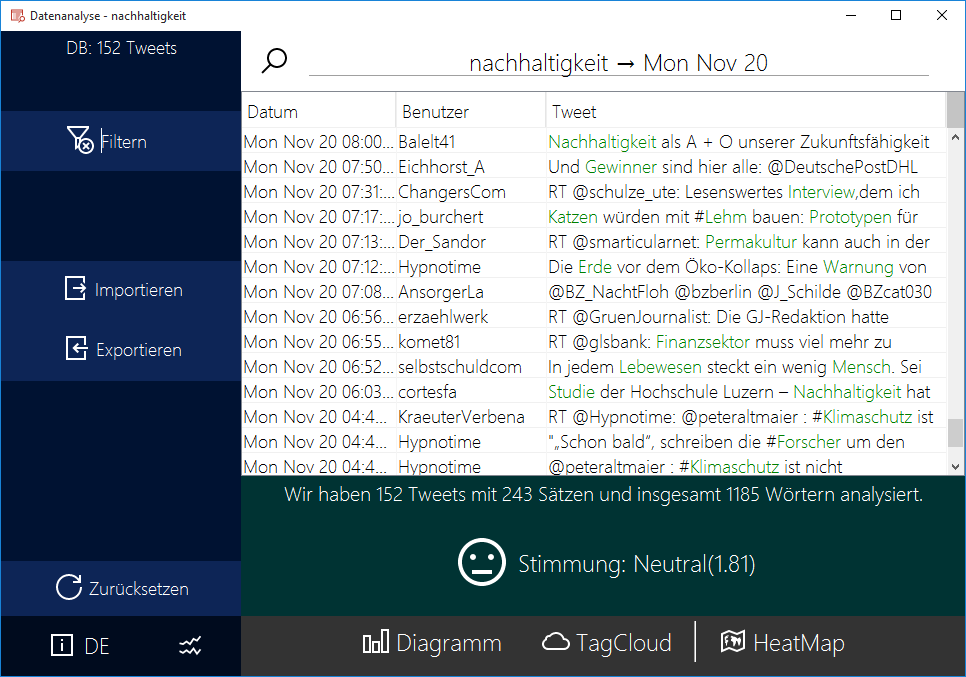 Datenanalyse - nachhaltigkeit
DB: 152 Tweets
nachhaltigkeit → Mon Nov 20
Filtern
Importieren
Exportieren
Zurücksetzen
DE
Datum Benutzer Tweet
Mon Nov 20 08:00... Balelt41 Nachhaltigkeit als A + O unserer Zukunftsfähigkeit
Mon Nov 20 07:50... Eichhorst_A Und Gewinner sind hier alle: @DeutschePostDHL
Mon Nov 20 07:31:... ChangersCom RT @schulze_ute: Lesenswertes Interview,dem ich
Mon Nov 20 07:17:... jo_burchert Katzen würden mit #Lehm bauen: Prototypen für
Mon Nov 20 07:13:... Der_Sandor RT @smarticularnet: Permakultur kann auch in der
Mon Nov 20 07:12:... Hypnotime Die Erde vor dem Öko-Kollaps: Eine Warnung von
Mon Nov 20 07:08... AnsorgerLa @BZ_NachtFloh @bzberlin @J_Schilde @BZcat030
Mon Nov 20 06:56... erzaehlwerk RT @GruenJournalist: Die GJ-Redaktion hatte
Mon Nov 20 06:55... komet81 RT @glsbank: Finanzsektor muss viel mehr zu
Mon Nov 20 06:52... selbstschuldcom In jedem Lebewesen steckt ein wenig Mensch. Sei
Mon Nov 20 06:03... cortesfa Studie der Hochschule Luzern – Nachhaltigkeit hat
Mon Nov 20 04:4... KraeuterVerbena RT @Hypnotime: @peteraltmaier : #Klimaschutz ist
Mon Nov 20 04:4... Hypnotime "„Schon bald“, schreiben die #Forscher um den
Mon Nov 20 04:4... Hypnotime @peteraltmaier : #Klimaschutz ist nicht
Wir haben 152 Tweets mit 243 Sätzen und insgesamt 1185 Wörtern analysiert.
Stimmung: Neutral(1.81)
Diagramm TagCloud HeatMap